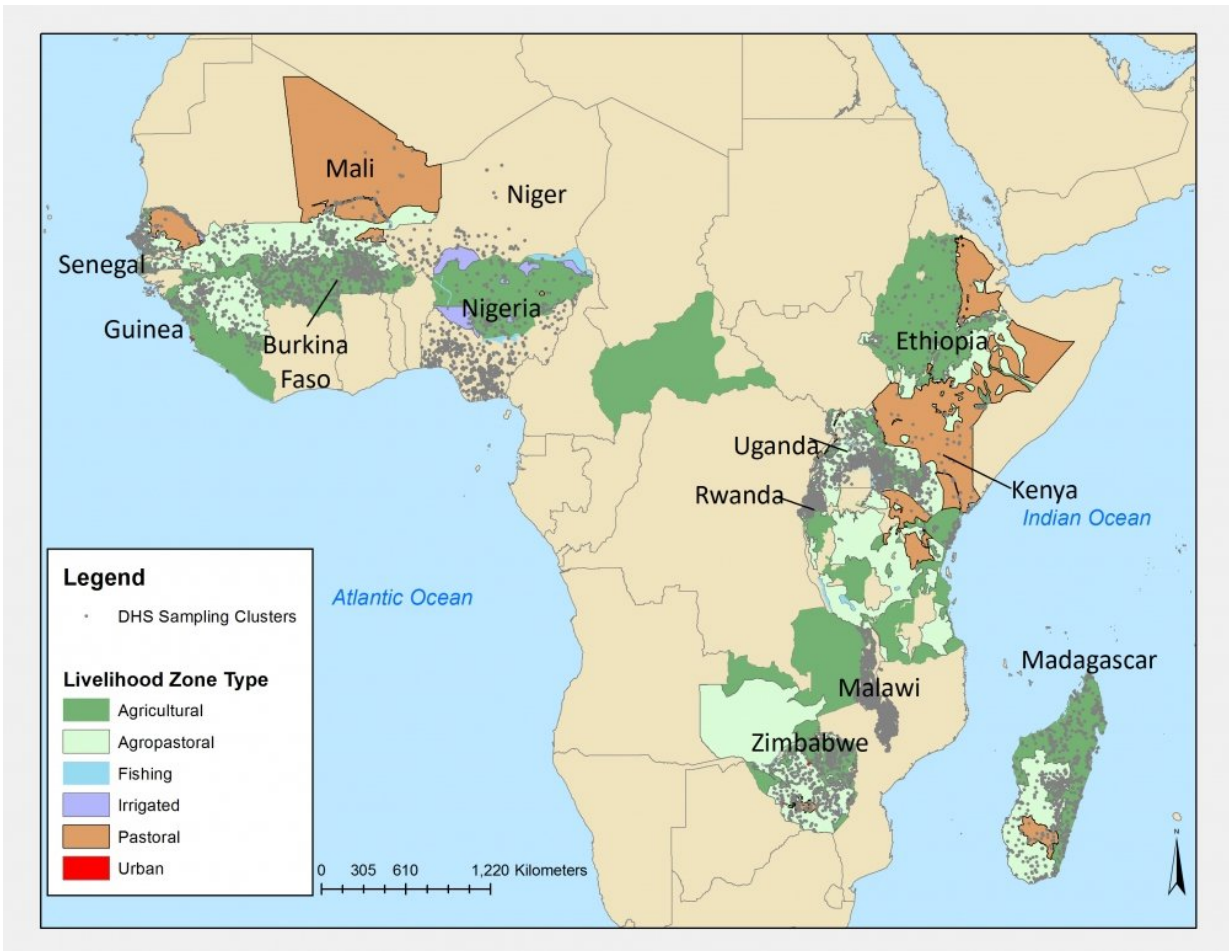 Mali
Niger
Senegal
Guinea
Burkina
Faso
Nigeria
Ethiopia
Uganda
Rwanda
Kenya
Indian Ocean
Atlantic Ocean
Malawi
Zimbabwe
Madagascar
Legend
DHS Sampling Clusters
Livelihood Zone Type
Agricultural
Agropastoral
Fishing
Irrigated
Pastoral
Urban
0 305 610 1,220 Kilometers
N